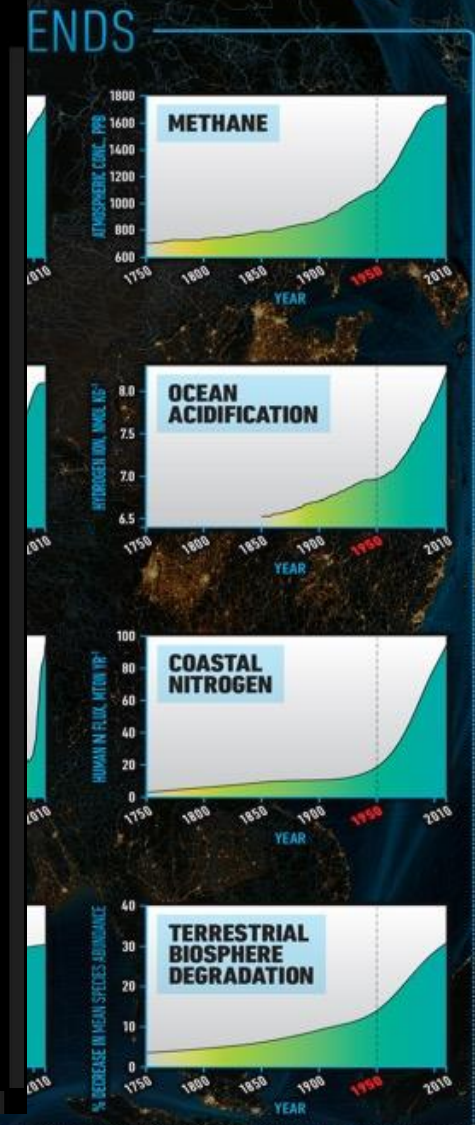 ENDS
METHANE
ATMOSPHERIC CONC., PPB
1800
1600
1400
1200
1000
800
600
1750
1800
1850
1900
1950
2010
YEAR
2010
OCEAN
ACIDIFICATION
HYDROGEN ION, NMOL KG⁻¹
8.0
7.5
7.0
6.5
1750
1800
1850
1900
1950
2010
YEAR
2010
COASTAL
NITROGEN
HUMAN N FLUX, MTON YR⁻¹
100
80
60
40
20
0
1750
1800
1850
1900
1950
2010
YEAR
2010
TERRESTRIAL
BIOSPHERE
DEGRADATION
% DECREASE IN MEAN SPECIES ABUNDANCE
40
30
20
10
0
1750
1800
1850
1900
1950
2010
YEAR
2010